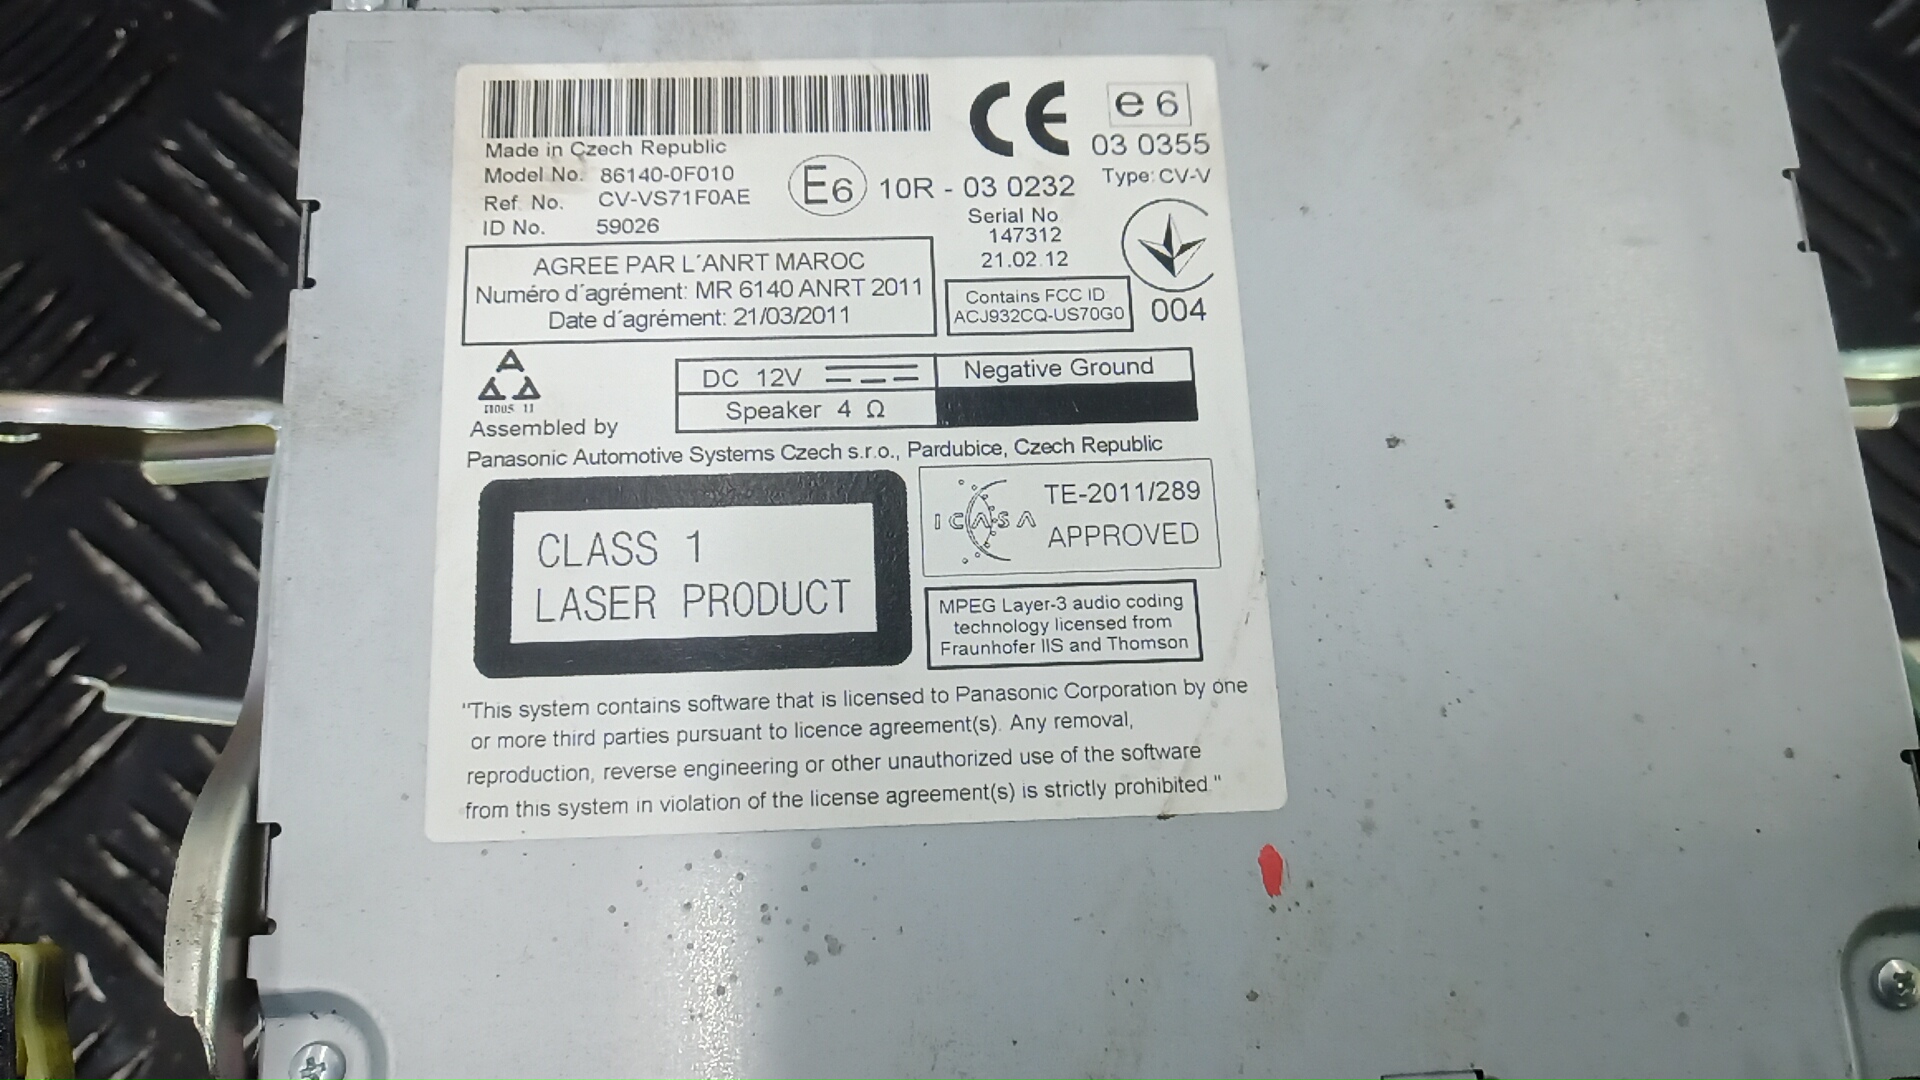 Made in Czech Republic
Model No. 86140-0F010
Ref. No. CV-VS71F0AE
ID No. 59026
E6 10R - 03 0232
CE
e6
03 0355
Type: CV-V
Serial No
147312
21.02.12
AGREE PAR L´ANRT MAROC
Numéro d´agrément: MR 6140 ANRT 2011
Date d´agrément: 21/03/2011
Contains FCC ID
ACJ932CQ-US70G0
004
DC 12V
Negative Ground
Speaker 4 Ω
Assembled by
Panasonic Automotive Systems Czech s.r.o., Pardubice, Czech Republic
CLASS 1
LASER PRODUCT
ICASA
TE-2011/289
APPROVED
MPEG Layer-3 audio coding
technology licensed from
Fraunhofer IIS and Thomson
"This system contains software that is licensed to Panasonic Corporation by one
or more third parties pursuant to licence agreement(s). Any removal,
reproduction, reverse engineering or other unauthorized use of the software
from this system in violation of the license agreement(s) is strictly prohibited."